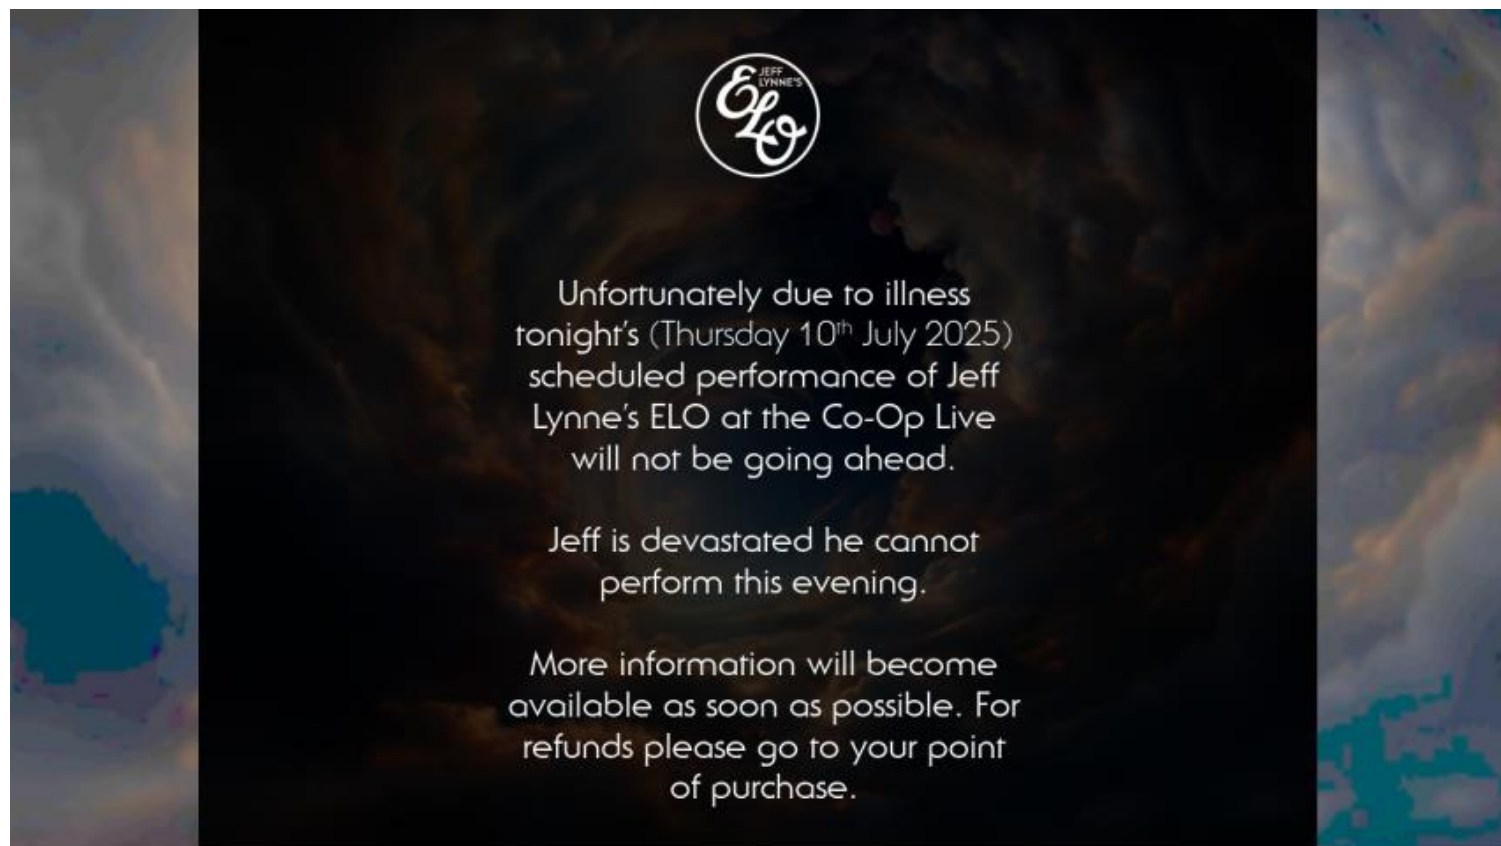 JEFF
LYNNE'S
ELO
Unfortunately due to illness
tonight's (Thursday 10th July 2025)
scheduled performance of Jeff
Lynne's ELO at the Co-Op Live
will not be going ahead.
Jeff is devastated he cannot
perform this evening.
More information will become
available as soon as possible. For
refunds please go to your point
of purchase.